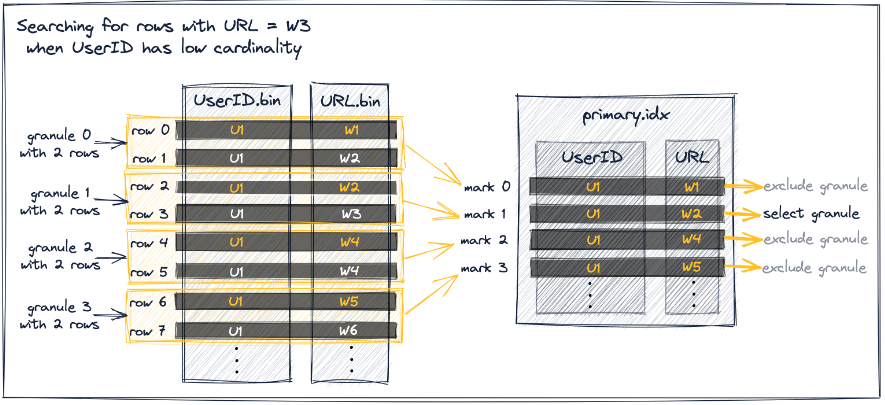 Searching for rows with URL = W3
when UserID has low cardinality
UserID.bin URL.bin
granule 0
with 2 rows
row 0 U1 W1
row 1 U1 W2
granule 1
with 2 rows
row 2 U1 W2
row 3 U1 W3
granule 2
with 2 rows
row 4 U1 W4
row 5 U1 W4
granule 3
with 2 rows
row 6 U1 W5
row 7 U1 W6
primary.idx
UserID URL
mark 0 U1 W1 exclude granule
mark 1 U1 W2 select granule
mark 2 U1 W4 exclude granule
mark 3 U1 W5 exclude granule